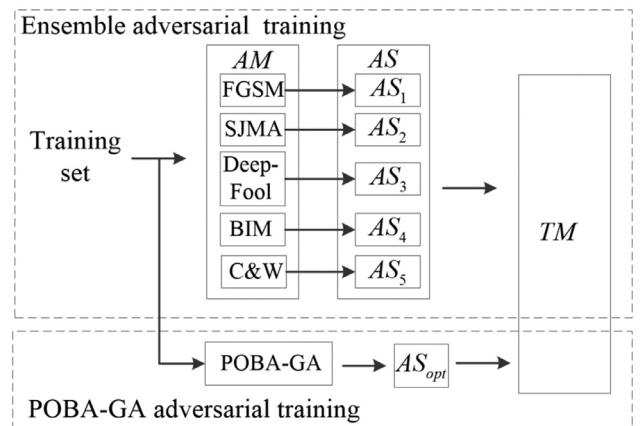 Ensemble adversarial training
AM
AS
FGSM
AS1
SJMA
AS2
Training
set
Deep-
Fool
AS3
TM
BIM
AS4
C&W
AS5
POBA-GA
ASopt
POBA-GA adversarial training